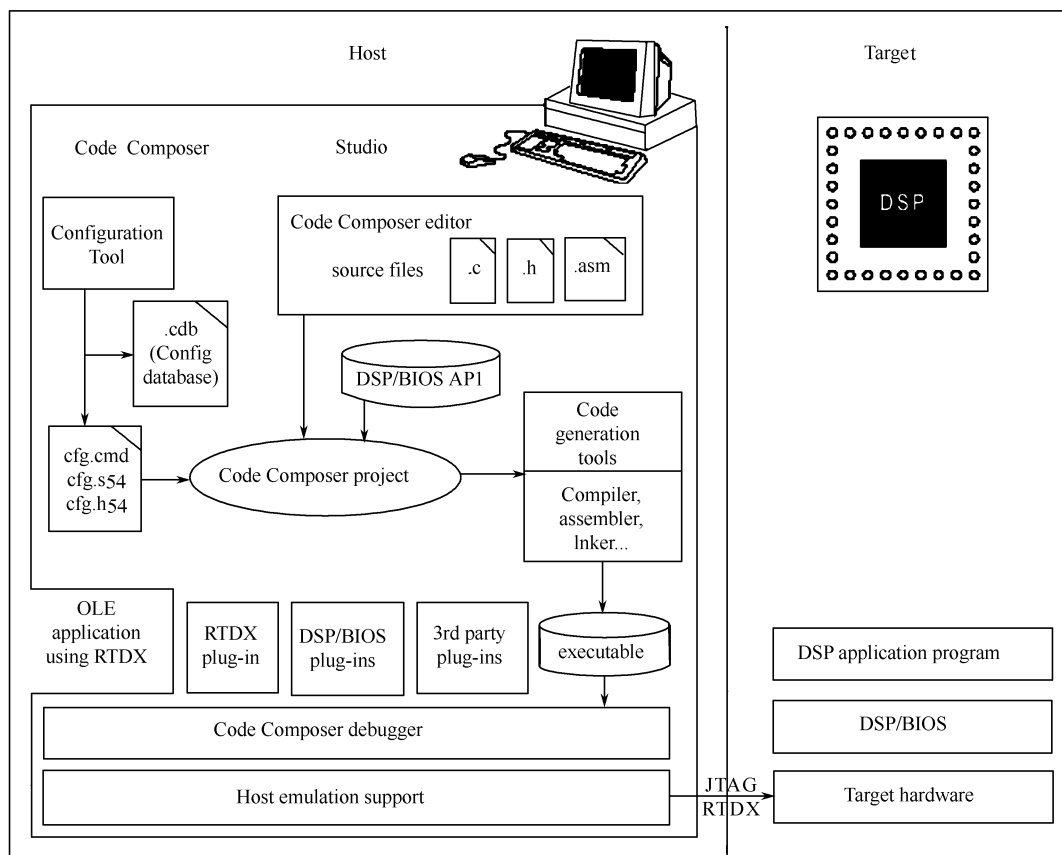 Host
Target
Code Composer Studio
Configuration
Tool
Code Composer editor
source files
.c
.h
.asm
DSP
.cdb
(Config
database)
DSP/BIOS AP1
cfg.cmd
cfg.s54
cfg.h54
Code Composer project
Code
generation
tools
Compiler,
assembler,
lnker...
OLE
application
using RTDX
RTDX
plug-in
DSP/BIOS
plug-ins
3rd party
plug-ins
executable
DSP application program
Code Composer debugger
DSP/BIOS
Host emulation support
JTAG
RTDX
Target hardware